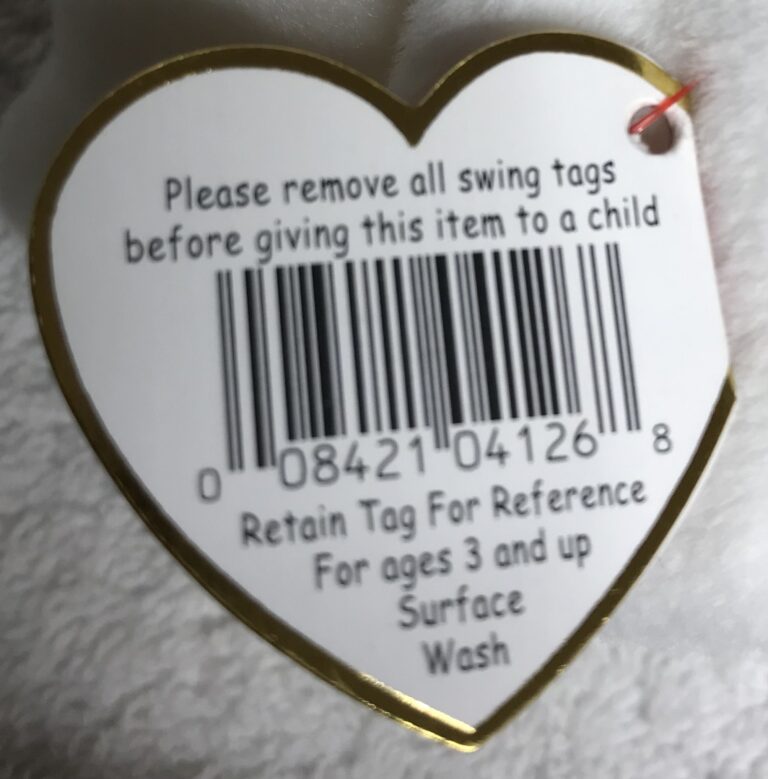 Please remove all swing tags
before giving this item to a child
0 08421 04126 8
Retain Tag For Reference
For ages 3 and up
Surface
Wash